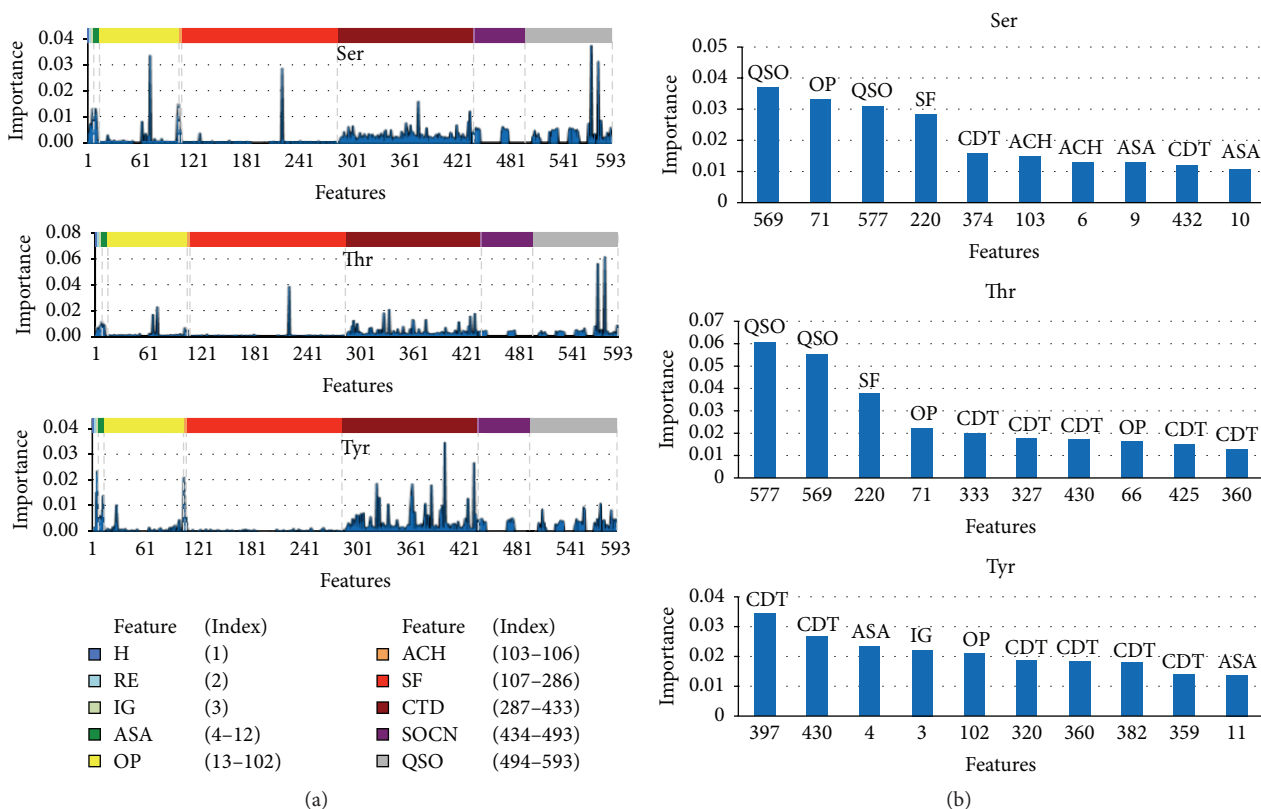 Ser
0.04
0.03
0.02
0.01
0.00
Importance
1 61 121 181 241 301 361 421 481 541 593
Features
Thr
0.08
0.06
0.04
0.02
0.00
Importance
1 61 121 181 241 301 361 421 481 541 593
Features
Tyr
0.04
0.03
0.02
0.01
0.00
Importance
1 61 121 181 241 301 361 421 481 541 593
Features
Feature (Index) Feature (Index)
H (1) ACH (103–106)
RE (2) SF (107–286)
IG (3) CTD (287–433)
ASA (4–12) SOCN (434–493)
OP (13–102) QSO (494–593)
(a)
Ser
0.05
0.04
0.03
0.02
0.01
0
Importance
QSO OP QSO SF CDT ACH ACH ASA CDT ASA
569 71 577 220 374 103 6 9 432 10
Features
Thr
0.07
0.06
0.05
0.04
0.03
0.02
0.01
0
Importance
QSO QSO SF OP CDT CDT CDT OP CDT CDT
577 569 220 71 333 327 430 66 425 360
Features
Tyr
0.04
0.03
0.02
0.01
0
Importance
CDT CDT ASA IG OP CDT CDT CDT CDT ASA
397 430 4 3 102 320 360 382 359 11
Features
(b)